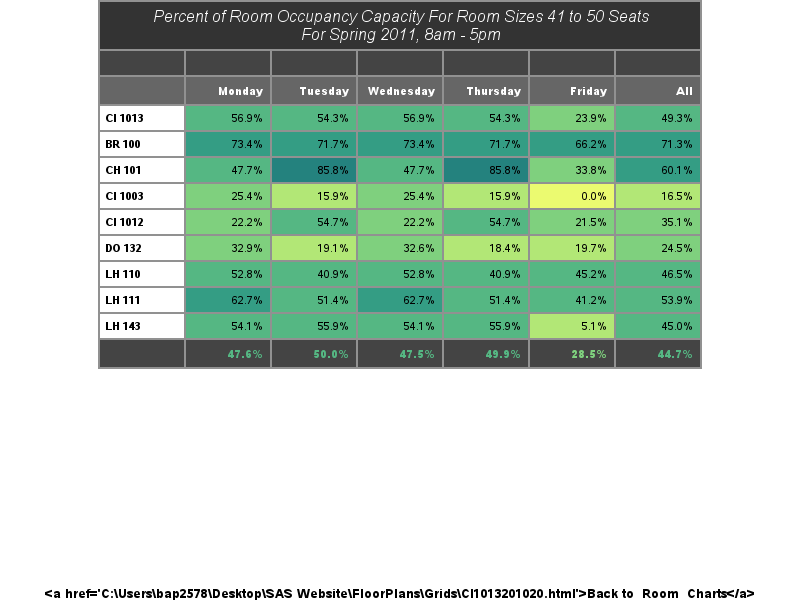 Percent of Room Occupancy Capacity For Room Sizes 41 to 50 Seats
For Spring 2011, 8am - 5pm
Monday Tuesday Wednesday Thursday Friday All
CI 1013 56.9% 54.3% 56.9% 54.3% 23.9% 49.3%
BR 100 73.4% 71.7% 73.4% 71.7% 66.2% 71.3%
CH 101 47.7% 85.8% 47.7% 85.8% 33.8% 60.1%
CI 1003 25.4% 15.9% 25.4% 15.9% 0.0% 16.5%
CI 1012 22.2% 54.7% 22.2% 54.7% 21.5% 35.1%
DO 132 32.9% 19.1% 32.6% 18.4% 19.7% 24.5%
LH 110 52.8% 40.9% 52.8% 40.9% 45.2% 46.5%
LH 111 62.7% 51.4% 62.7% 51.4% 41.2% 53.9%
LH 143 54.1% 55.9% 54.1% 55.9% 5.1% 45.0%
47.6% 50.0% 47.5% 49.9% 28.5% 44.7%
<a href='C:\Users\bap2578\Desktop\SAS Website\FloorPlans\Grids\CI1013201020.html'>Back to Room Charts</a>